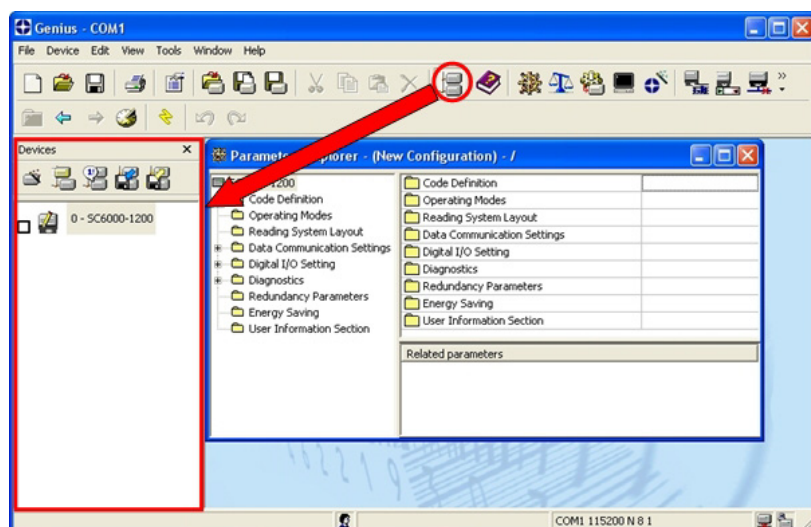 Genius - COM1
File Device Edit View Tools Window Help
Devices
0 - SC6000-1200
Parameter Explorer - (New Configuration) - /
1200
Code Definition
Operating Modes
Reading System Layout
Data Communication Settings
Digital I/O Setting
Diagnostics
Redundancy Parameters
Energy Saving
User Information Section
Code Definition
Operating Modes
Reading System Layout
Data Communication Settings
Digital I/O Setting
Diagnostics
Redundancy Parameters
Energy Saving
User Information Section
Related parameters
COM1 115200 N 8 1